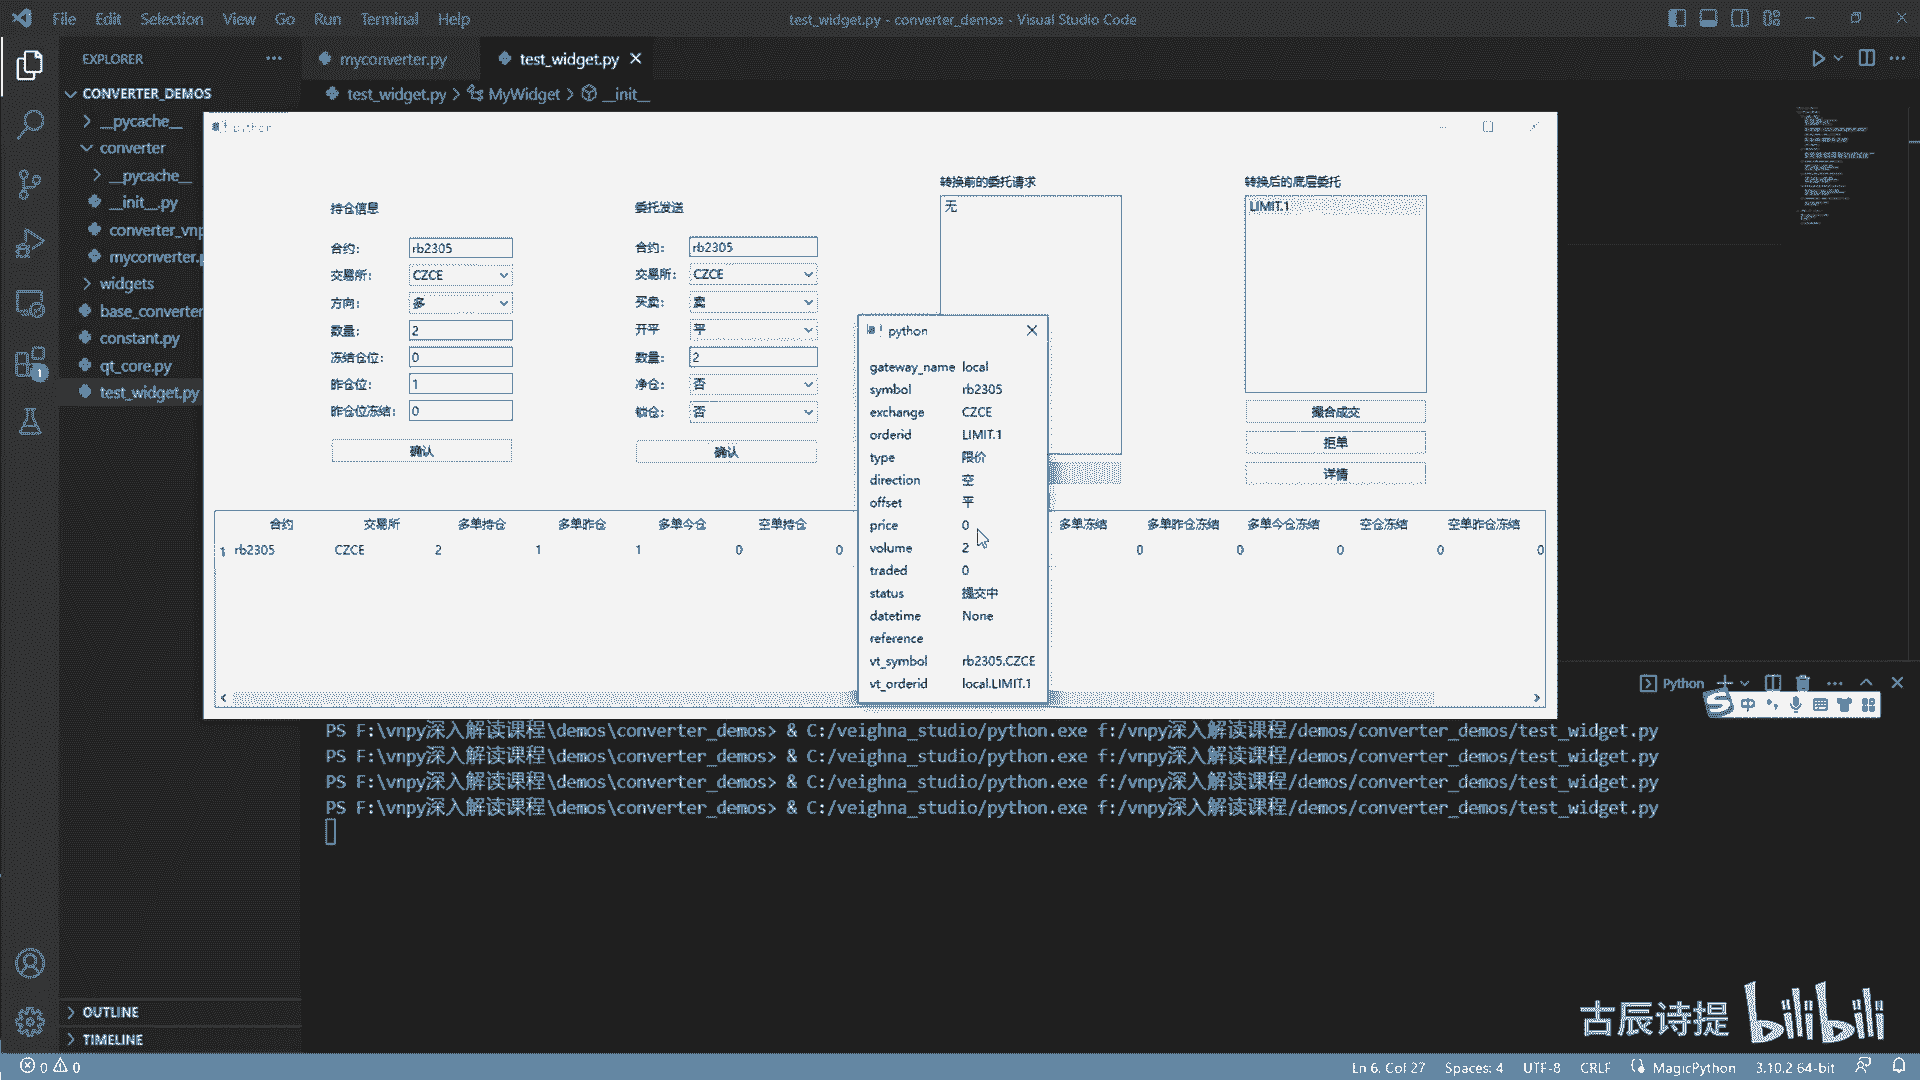 File Edit Selection View Go Run Terminal Help
test_widget.py - converter_demos - Visual Studio Code
EXPLORER
myconverter.py
test_widget.py
CONVERTER_DEMOS
test_widget.py > MyWidget > __init__
__pycache__
converter
__pycache__
__init__.py
converter_vnp
myconverter.p
widgets
base_converter
constant.py
qt_core.py
test_widget.py
python
持仓信息
合约: rb2305
交易所: CZCE
方向: 多
数量: 2
冻结仓位: 0
昨仓位: 1
昨仓位冻结: 0
确认
委托发送
合约: rb2305
交易所: CZCE
买卖: 卖
开平 平
数量: 2
净仓: 否
锁仓: 否
确认
转换前的委托请求
无
转换后的底层委托
LIMIT.1
撮合成交
拒单
详情
python
gateway_name local
symbol rb2305
exchange CZCE
orderid LIMIT.1
type 限价
direction 空
offset 平
price 0
volume 2
traded 0
status 提交中
datetime None
reference
vt_symbol rb2305.CZCE
vt_orderid local.LIMIT.1
合约 交易所 多单持仓 多单昨仓 多单今仓 空单持仓 多单冻结 多单昨仓冻结 多单今仓冻结 空仓冻结 空单昨仓冻结
1 rb2305 CZCE 2 1 1 0 0 0 0 0 0 0
Python
中
PS F:\vnpy深入解读课程\demos\converter_demos> & C:/veighna_studio/python.exe f:/vnpy深入解读课程/demos/converter_demos/test_widget.py
PS F:\vnpy深入解读课程\demos\converter_demos> & C:/veighna_studio/python.exe f:/vnpy深入解读课程/demos/converter_demos/test_widget.py
PS F:\vnpy深入解读课程\demos\converter_demos> & C:/veighna_studio/python.exe f:/vnpy深入解读课程/demos/converter_demos/test_widget.py
PS F:\vnpy深入解读课程\demos\converter_demos> & C:/veighna_studio/python.exe f:/vnpy深入解读课程/demos/converter_demos/test_widget.py
古辰诗提 bilibili
OUTLINE
TIMELINE
0 0
Ln 6, Col 27 Spaces: 4 UTF-8 CRLF MagicPython 3.10.2 64-bit